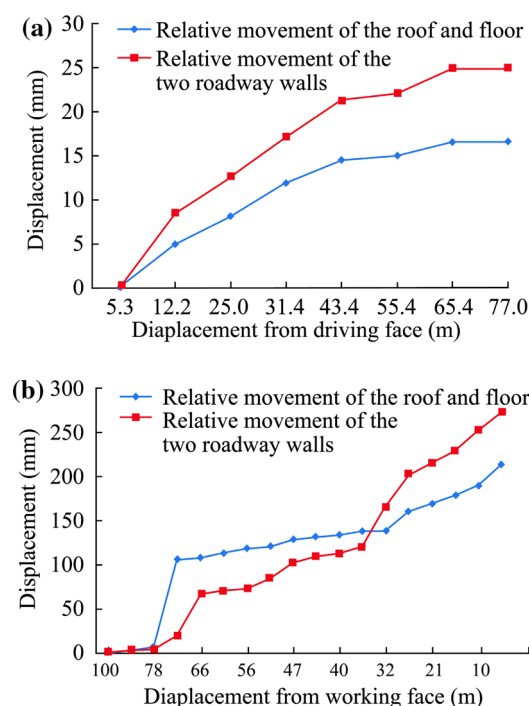 (a)
Relative movement of the roof and floor
Relative movement of the
two roadway walls
Displacement (mm)
30
25
20
15
10
5
0
5.3 12.2 25.0 31.4 43.4 55.4 65.4 77.0
Diaplacement from driving face (m)
(b)
Relative movement of the roof and floor
Relative movement of the
two roadway walls
Displacement (mm)
300
250
200
150
100
50
0
100 78 66 56 47 40 32 21 10
Diaplacement from working face (m)